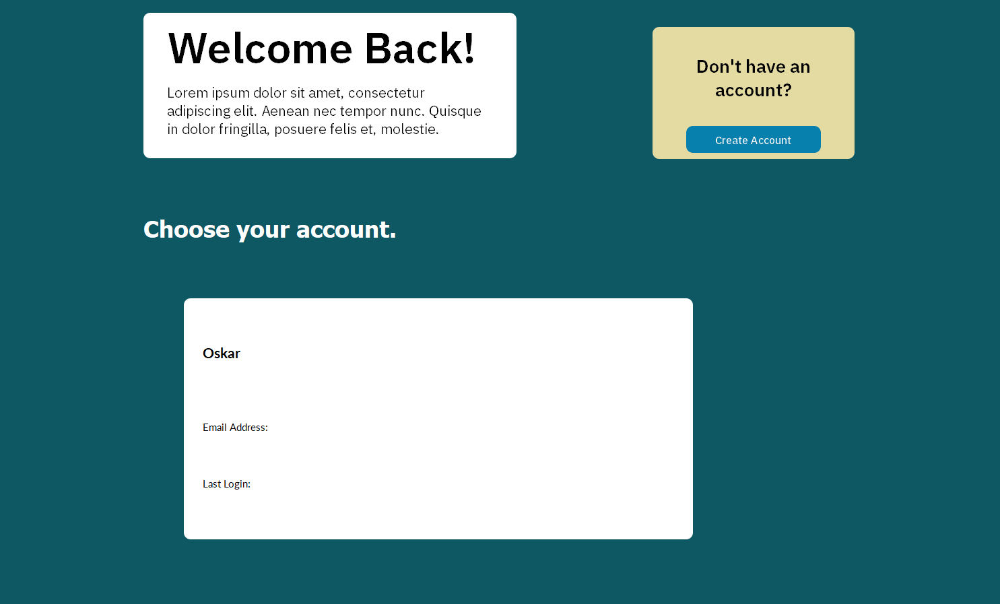 Welcome Back!
Lorem ipsum dolor sit amet, consectetur
adipiscing elit. Aenean nec tempor nunc. Quisque
in dolor fringilla, posuere felis et, molestie.
Don't have an
account?
Create Account
Choose your account.
Oskar
Email Address:
Last Login: